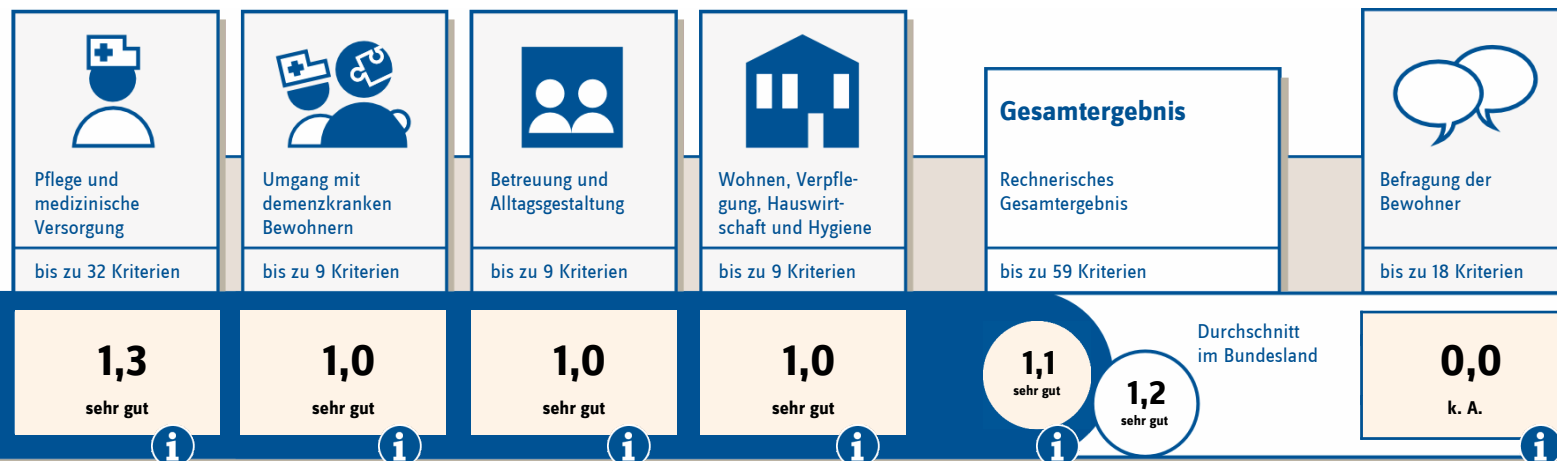 Pflege und
medizinische
Versorgung
bis zu 32 Kriterien
1,3
sehr gut
i
Umgang mit
demenzkranken
Bewohnern
bis zu 9 Kriterien
1,0
sehr gut
i
Betreuung und
Alltagsgestaltung
bis zu 9 Kriterien
1,0
sehr gut
i
Wohnen, Verpfle-
gung, Hauswirt-
schaft und Hygiene
bis zu 9 Kriterien
1,0
sehr gut
i
Gesamtergebnis
Rechnerisches
Gesamtergebnis
bis zu 59 Kriterien
1,1
sehr gut
i
Durchschnitt
im Bundesland
1,2
sehr gut
Befragung der
Bewohner
bis zu 18 Kriterien
0,0
k. A.
i